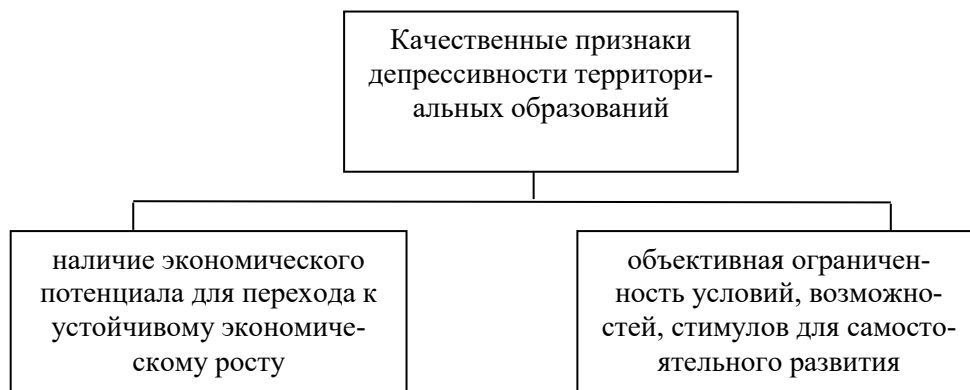 Качественные признаки
депрессивности территори-
альных образований
наличие экономического
потенциала для перехода к
устойчивому экономиче-
скому росту
объективная ограничен-
ность условий, возможно-
стей, стимулов для самосто-
ятельного развития